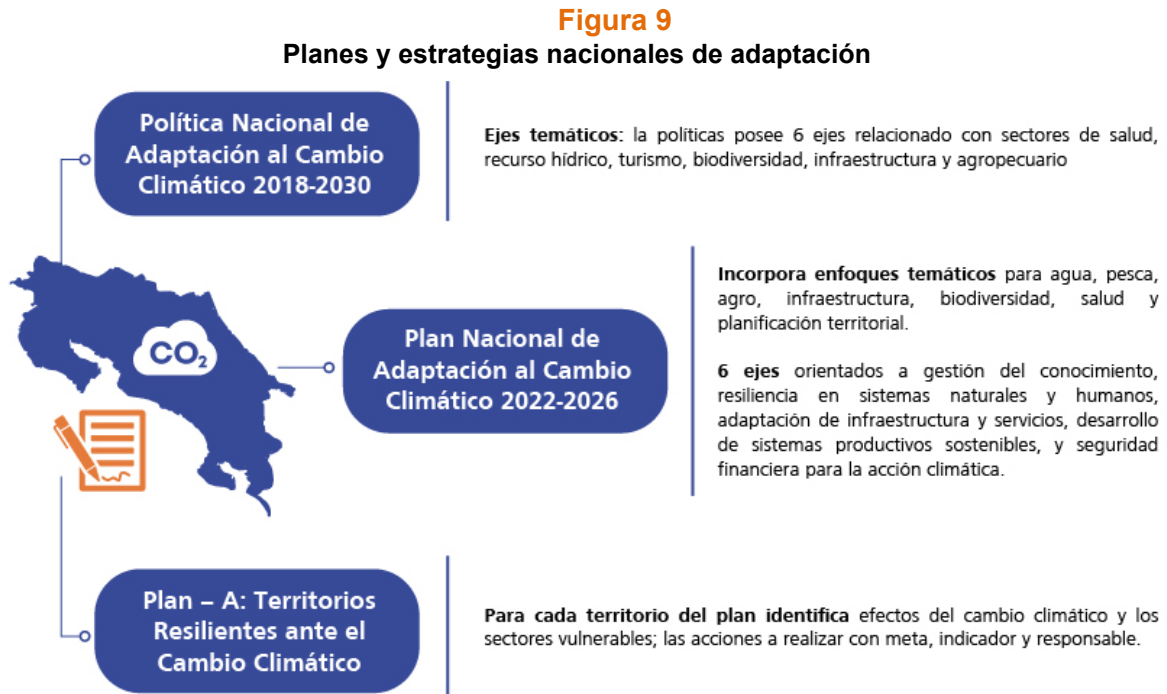 Figura 9
Planes y estrategias nacionales de adaptación
Política Nacional de
Adaptación al Cambio
Climático 2018-2030
Ejes temáticos: la políticas posee 6 ejes relacionado con sectores de salud,
recurso hídrico, turismo, biodiversidad, infraestructura y agropecuario
CO2
Plan Nacional de
Adaptación al Cambio
Climático 2022-2026
Incorpora enfoques temáticos para agua, pesca,
agro, infraestructura, biodiversidad, salud y
planificación territorial.
6 ejes orientados a gestión del conocimiento,
resiliencia en sistemas naturales y humanos,
adaptación de infraestructura y servicios, desarrollo
de sistemas productivos sostenibles, y seguridad
financiera para la acción climática.
Plan – A: Territorios
Resilientes ante el
Cambio Climático
Para cada territorio del plan identifica efectos del cambio climático y los
sectores vulnerables; las acciones a realizar con meta, indicador y responsable.